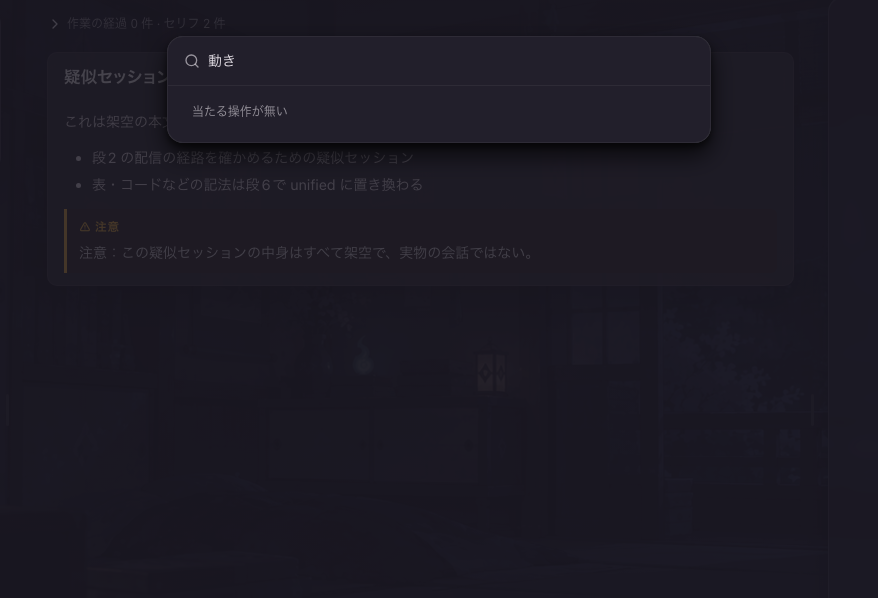 作業の経過 0 件 · セリフ 2 件
動き
疑似セッション
当たる操作が無い
これは架空の本文
段2 の配信の経路を確かめるための疑似セッション
表・コードなどの記法は段6で unified に置き換わる
注意
注意：この疑似セッションの中身はすべて架空で、実物の会話ではない。